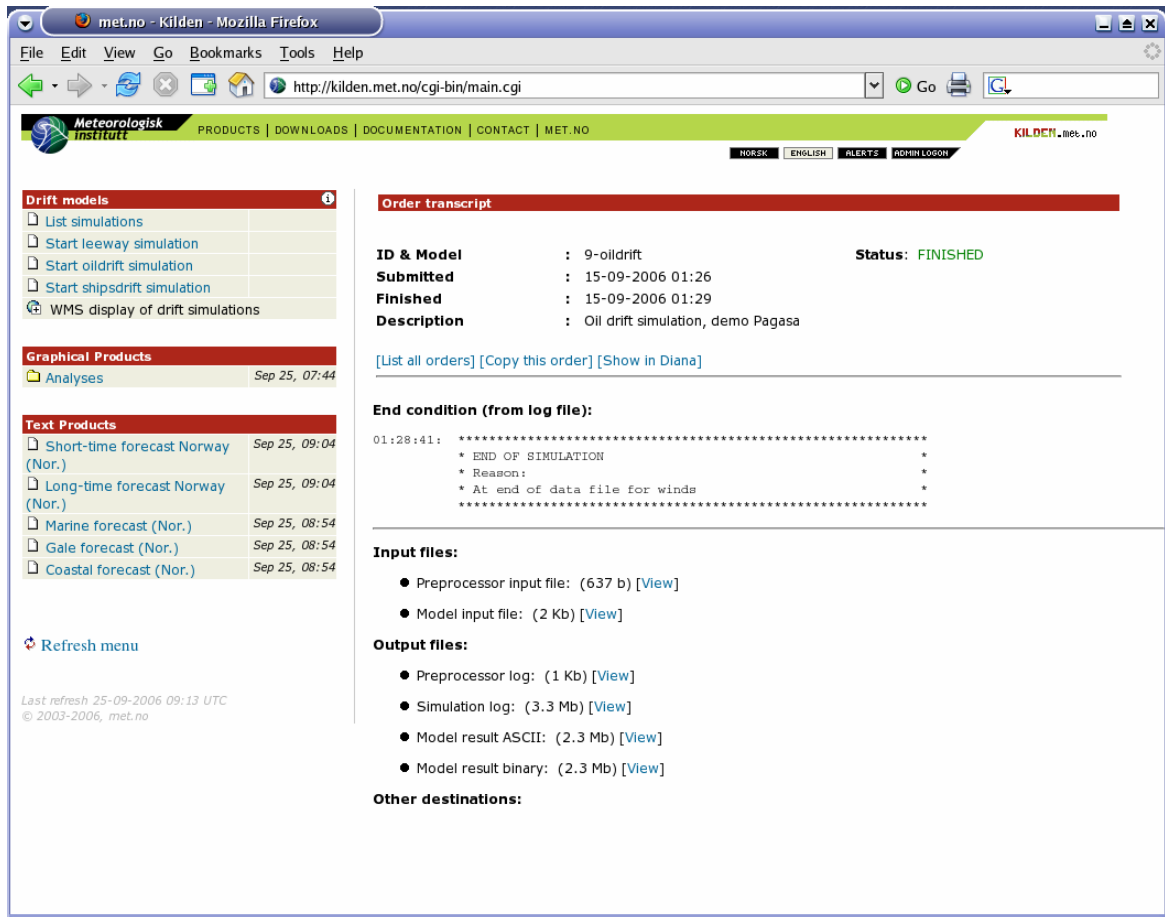 met.no - Kilden - Mozilla Firefox
File Edit View Go Bookmarks Tools Help
http://kilden.met.no/cgi-bin/main.cgi Go G
Meteorologisk
institutt
PRODUCTS | DOWNLOADS | DOCUMENTATION | CONTACT | MET.NO
KILDEN.met.no
NORSK ENGLISH ALERTS ADMIN LOGON
Drift models
List simulations
Start leeway simulation
Start oildrift simulation
Start shipsdrift simulation
WMS display of drift simulations
Graphical Products
Analyses Sep 25, 07:44
Text Products
Short-time forecast Norway Sep 25, 09:04
(Nor.)
Long-time forecast Norway Sep 25, 09:04
(Nor.)
Marine forecast (Nor.) Sep 25, 08:54
Gale forecast (Nor.) Sep 25, 08:54
Coastal forecast (Nor.) Sep 25, 08:54
Refresh menu
Last refresh 25-09-2006 09:13 UTC
© 2003-2006, met.no
Order transcript
ID & Model : 9-oildrift Status: FINISHED
Submitted : 15-09-2006 01:26
Finished : 15-09-2006 01:29
Description : Oil drift simulation, demo Pagasa
[List all orders] [Copy this order] [Show in Diana]
End condition (from log file):
01:28:41: ************************************************************
* END OF SIMULATION *
* Reason: *
* At end of data file for winds *
************************************************************
Input files:
● Preprocessor input file: (637 b) [View]
● Model input file: (2 Kb) [View]
Output files:
● Preprocessor log: (1 Kb) [View]
● Simulation log: (3.3 Mb) [View]
● Model result ASCII: (2.3 Mb) [View]
● Model result binary: (2.3 Mb) [View]
Other destinations: